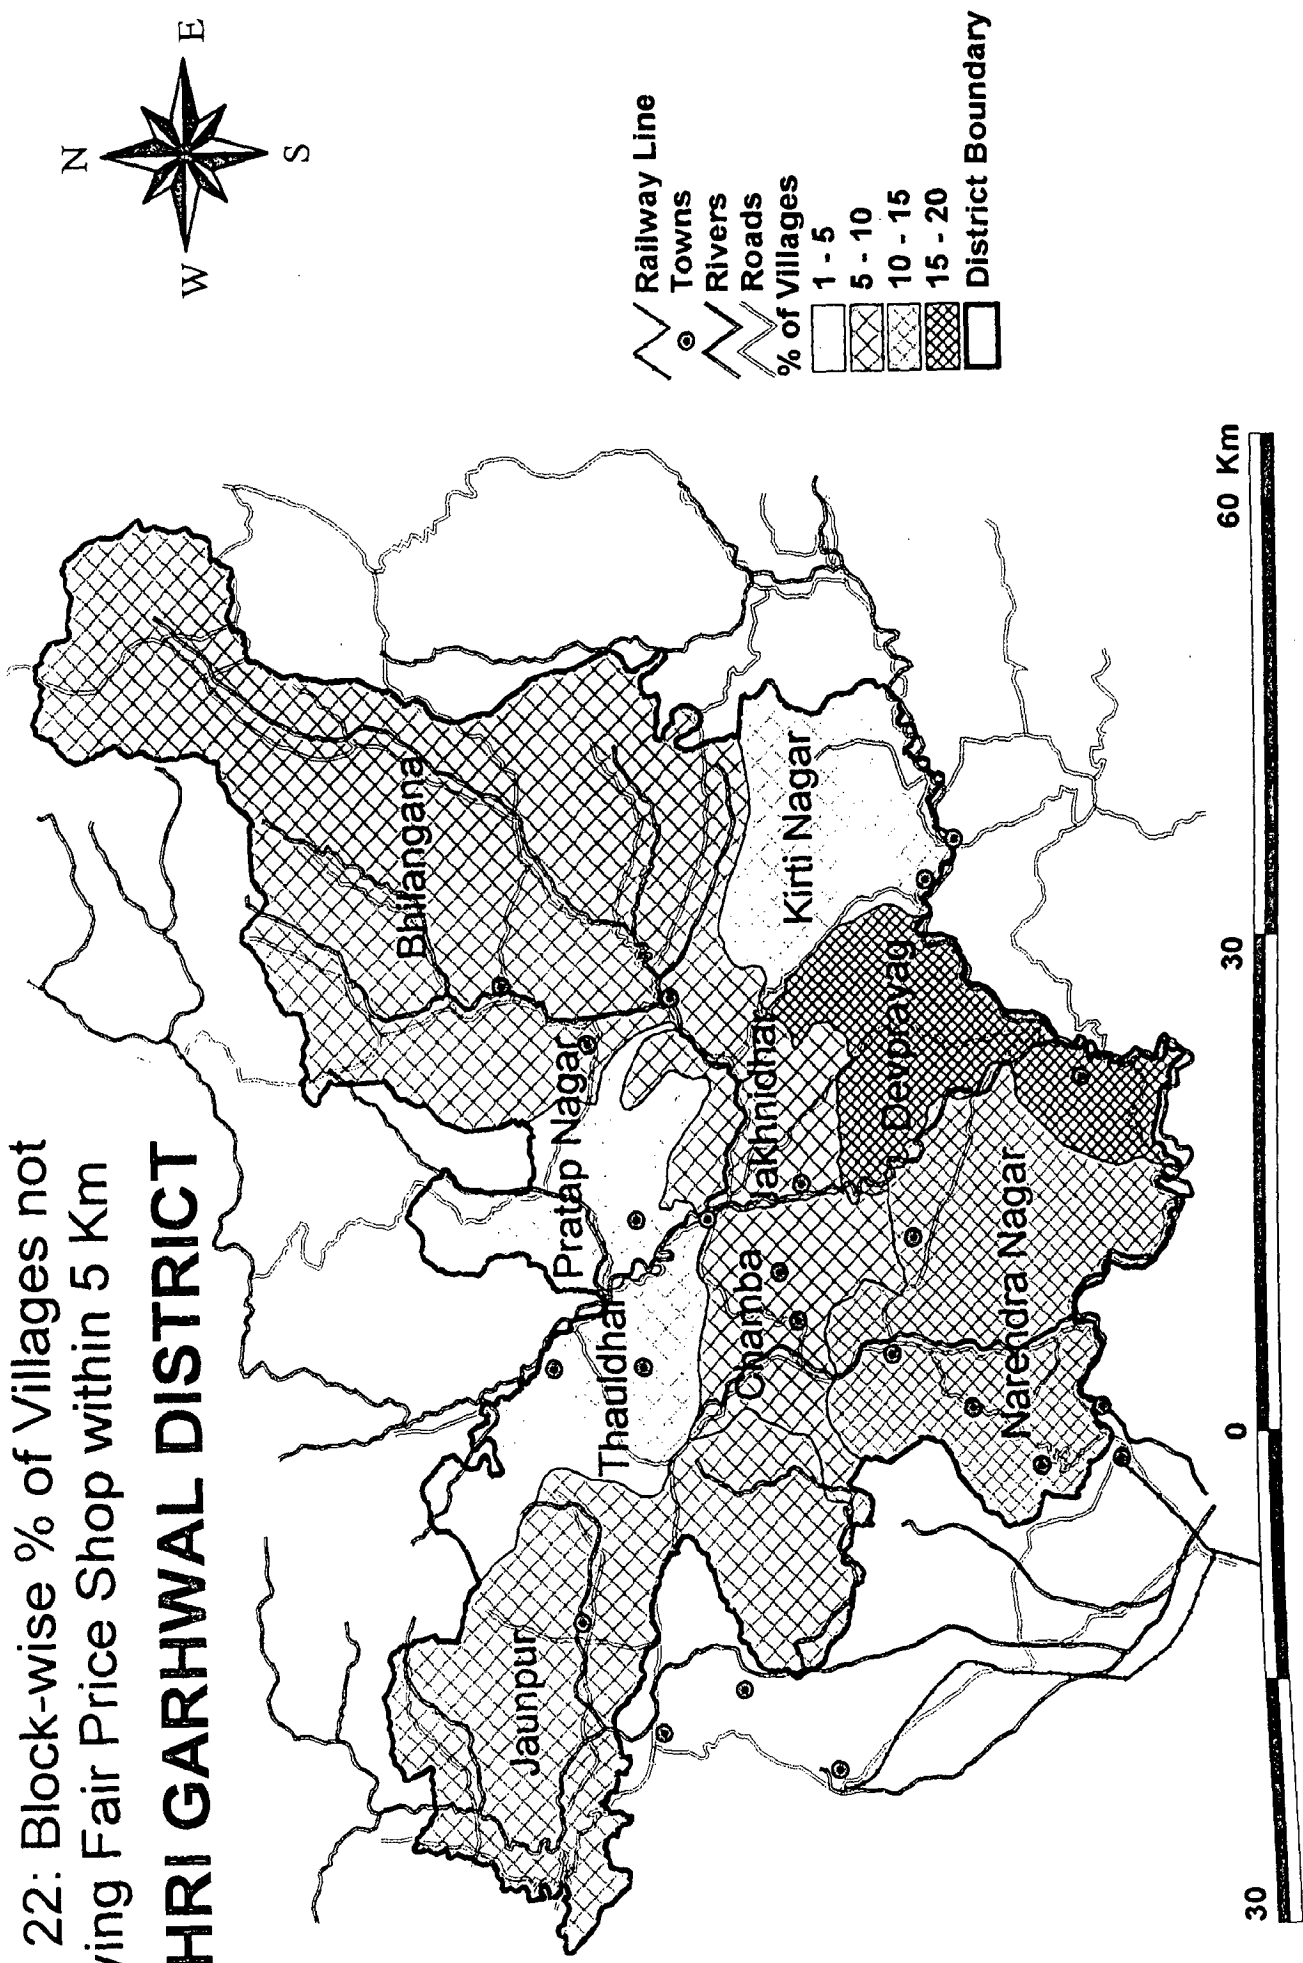 22: Block-wise % of Villages not
ving Fair Price Shop within 5 Km
HRI GARHWAL DISTRICT
N
W
E
S
Bhilangana
Pratap Nagar
Thauldhar
Jaunpur
Jakhnidhar
Kirti Nagar
Chamba
Devprayag
Narendra Nagar
Railway Line
Towns
Rivers
Roads
% of Villages
1 - 5
5 - 10
10 - 15
15 - 20
District Boundary
30
0
30
60 Km